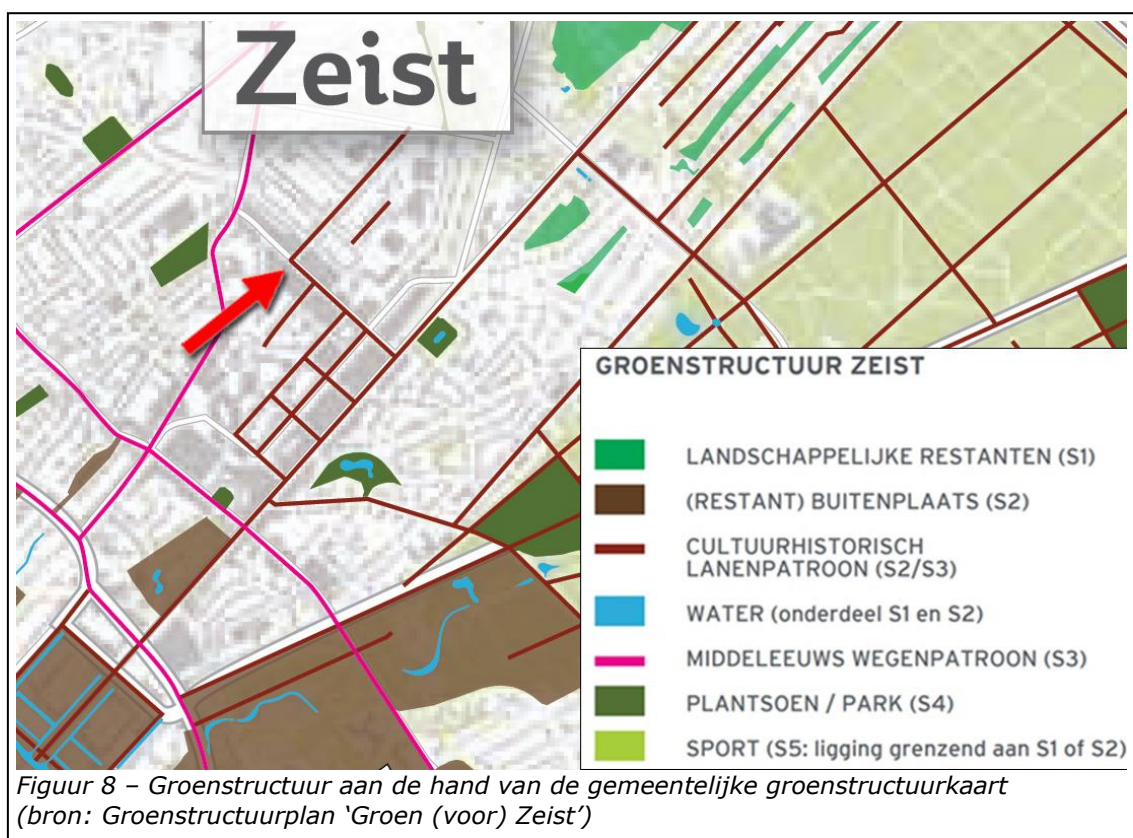 Zeist
GROENSTRUCTUUR ZEIST
LANDSCHAPPELIJKE RESTANTEN (S1)
(RESTANT) BUITENPLAATS (S2)
CULTUURHISTORISCH
LANENPATROON (S2/S3)
WATER (onderdeel S1 en S2)
MIDDELEEUWS WEGENPATROON (S3)
PLANTSOEN / PARK (S4)
SPORT (S5: ligging grenzend aan S1 of S2)
Figuur 8 – Groenstructuur aan de hand van de gemeentelijke groenstructuurkaart
(bron: Groenstructuurplan ‘Groen (voor) Zeist’)